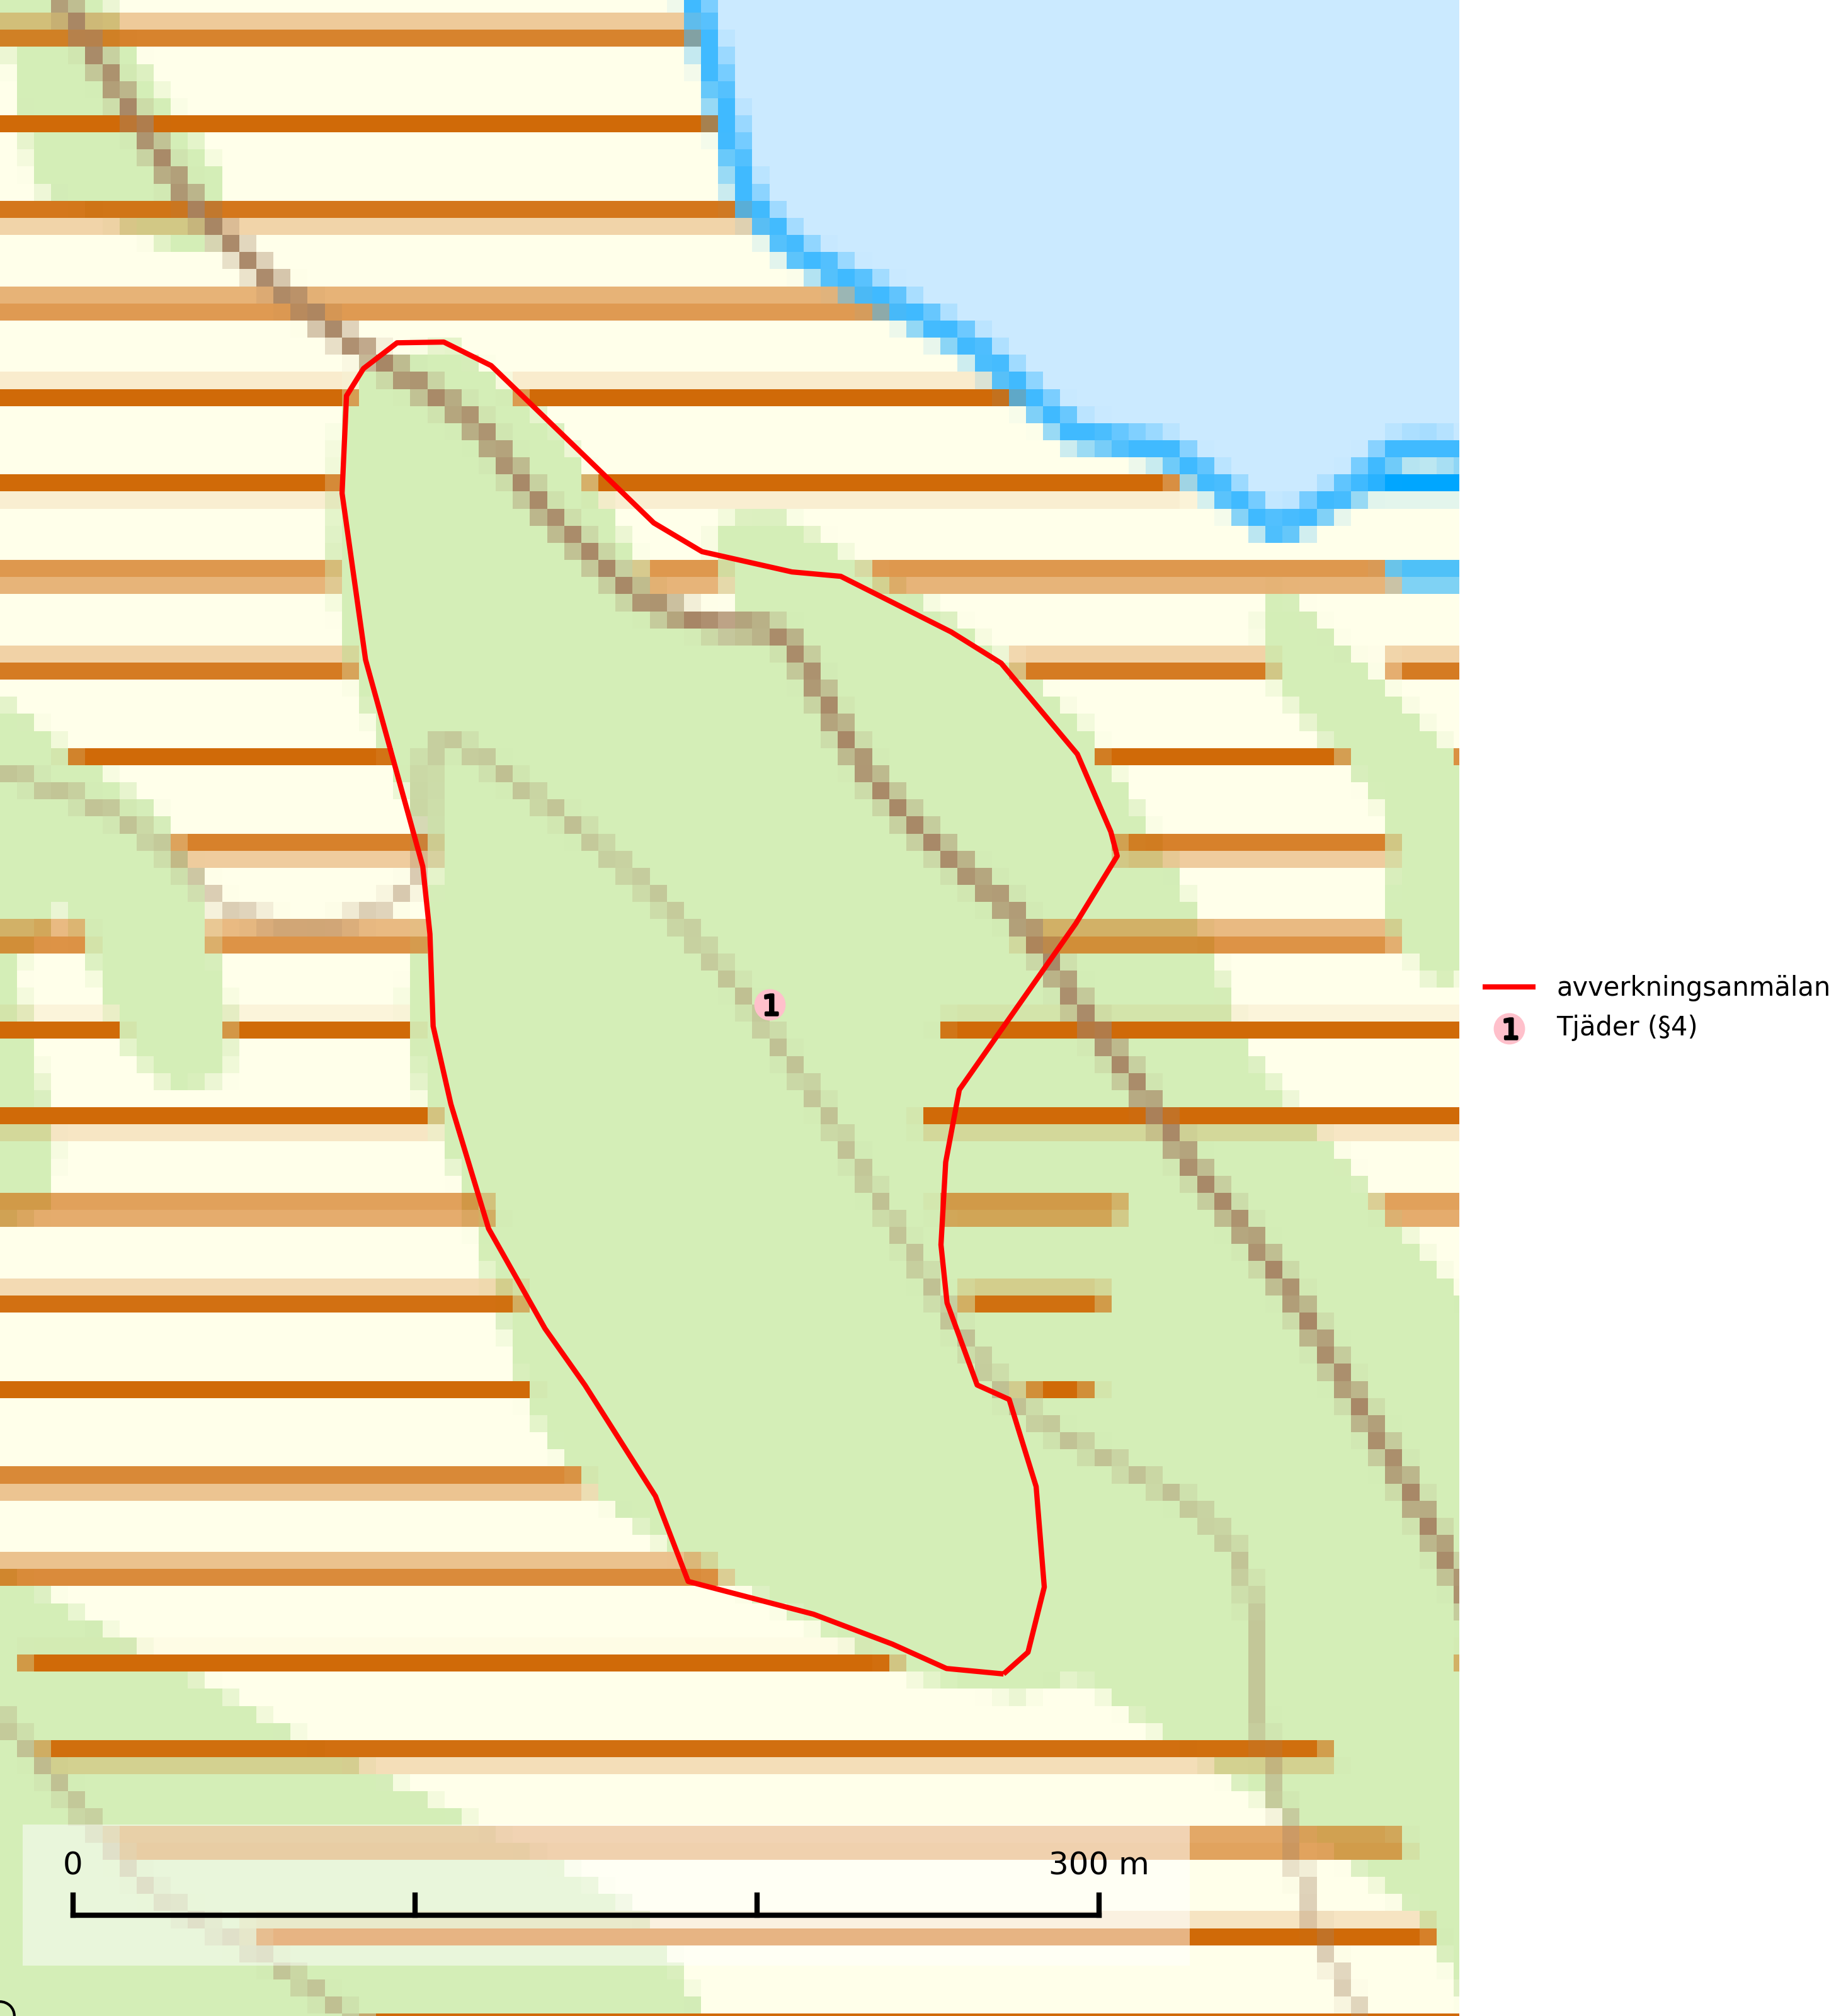 1
avverkningsanmälan
1 Tjäder (§4)
0 300 m